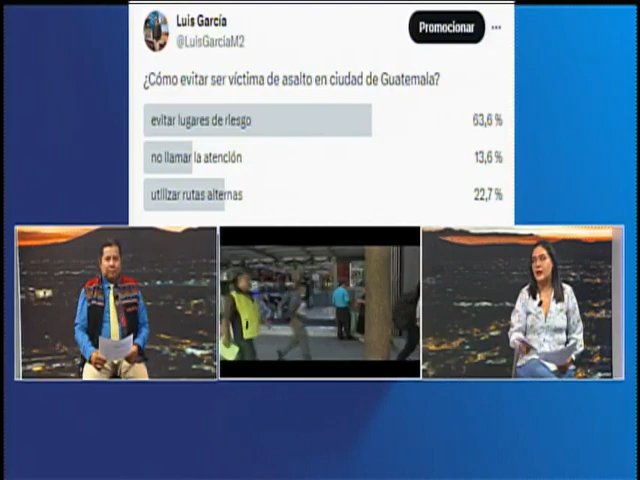 Luis García
@LuisGarciaM2
Promocionar
¿Cómo evitar ser víctima de asalto en ciudad de Guatemala?
evitar lugares de riesgo 63,6 %
no llamar la atención 13,6 %
utilizar rutas alternas 22,7 %